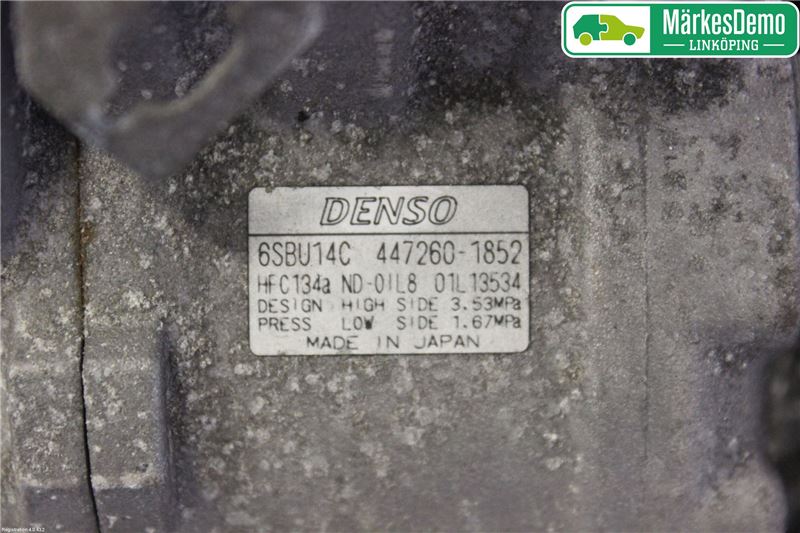 MärkesDemo
LINKÖPING
DENSO
6SBU14C 447260-1852
HFC134a ND-OIL8 01L13534
DESIGN HIGH SIDE 3.53MPa
PRESS LOW SIDE 1.67MPa
MADE IN JAPAN